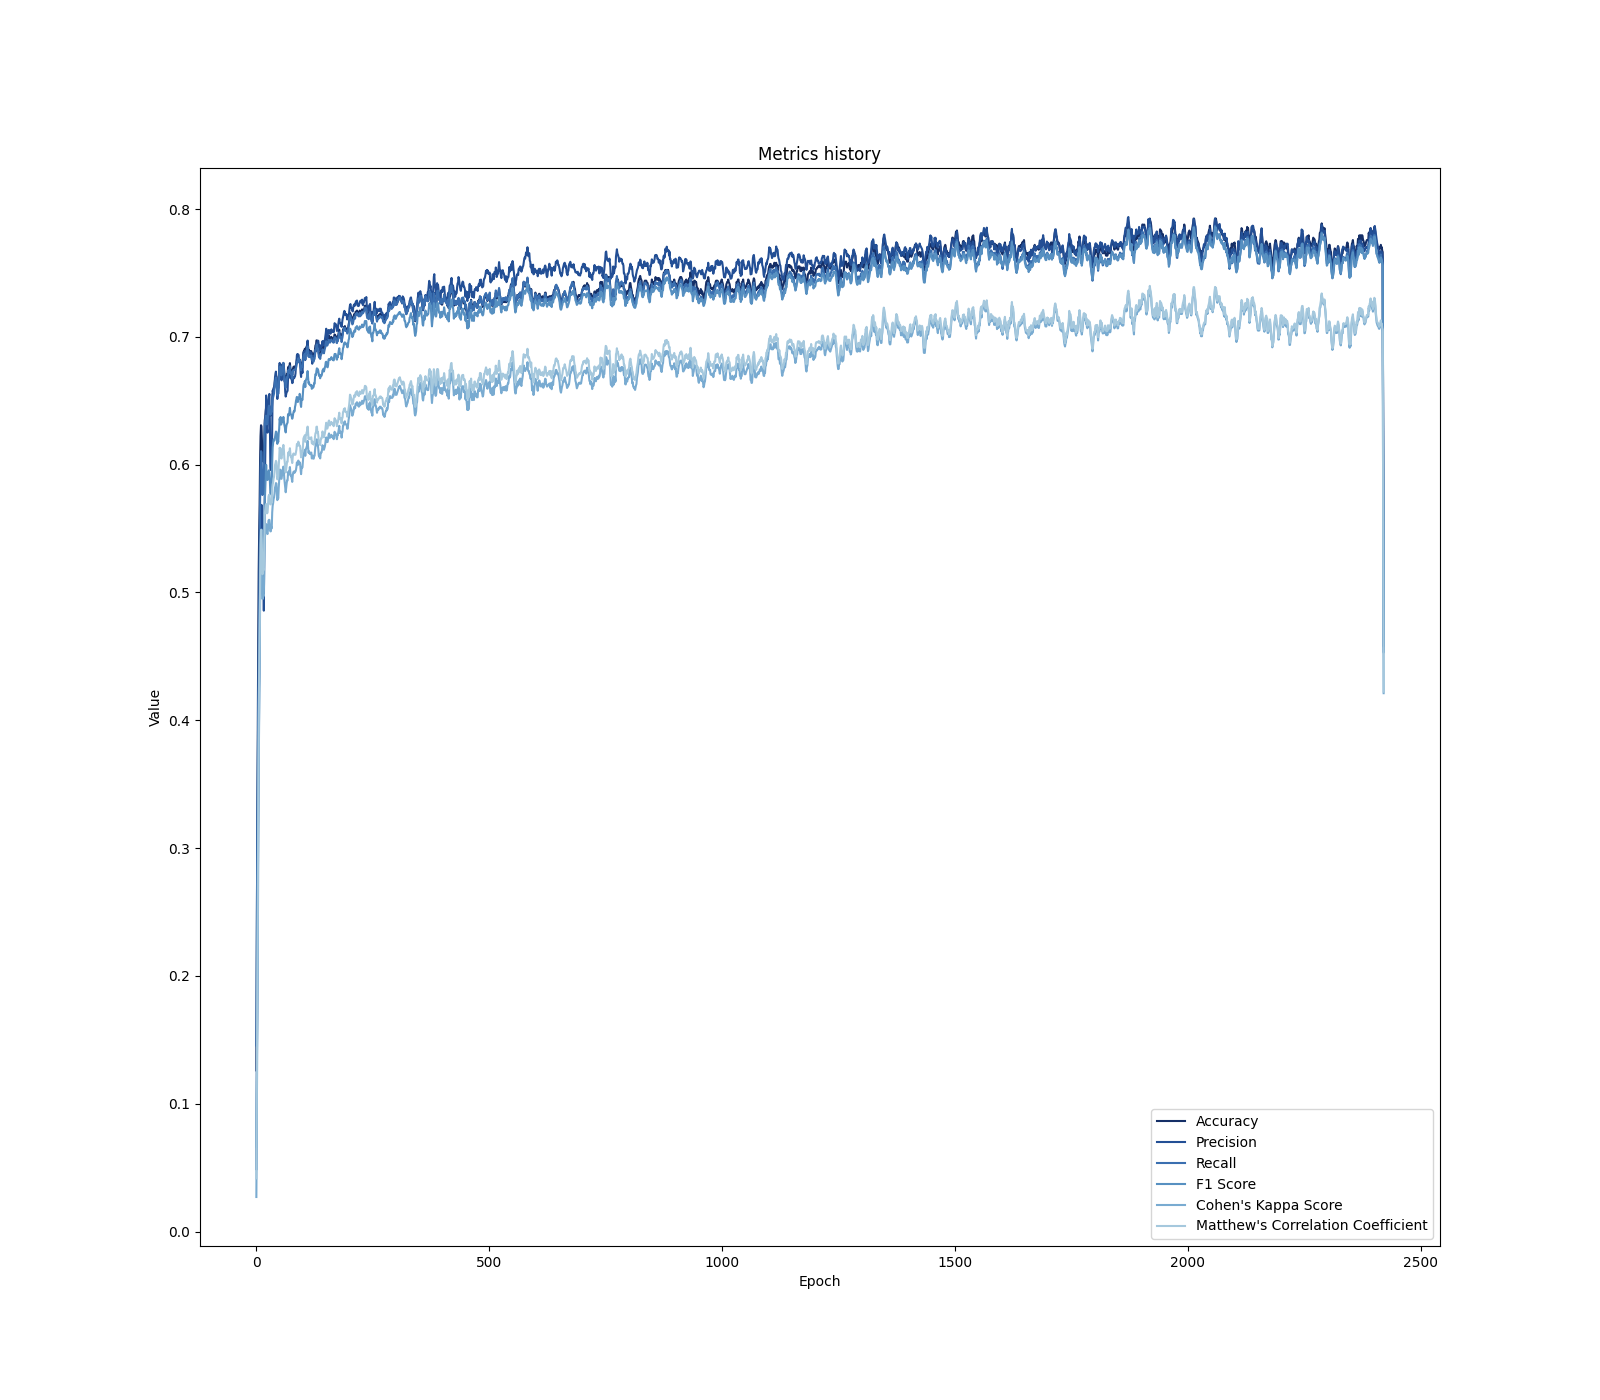 Metrics history
0.8
0.7
0.6
0.5
0.4
0.3
0.2
0.1
0.0
Value
0
500
1000
1500
2000
2500
Epoch
Accuracy
Precision
Recall
F1 Score
Cohen's Kappa Score
Matthew's Correlation Coefficient